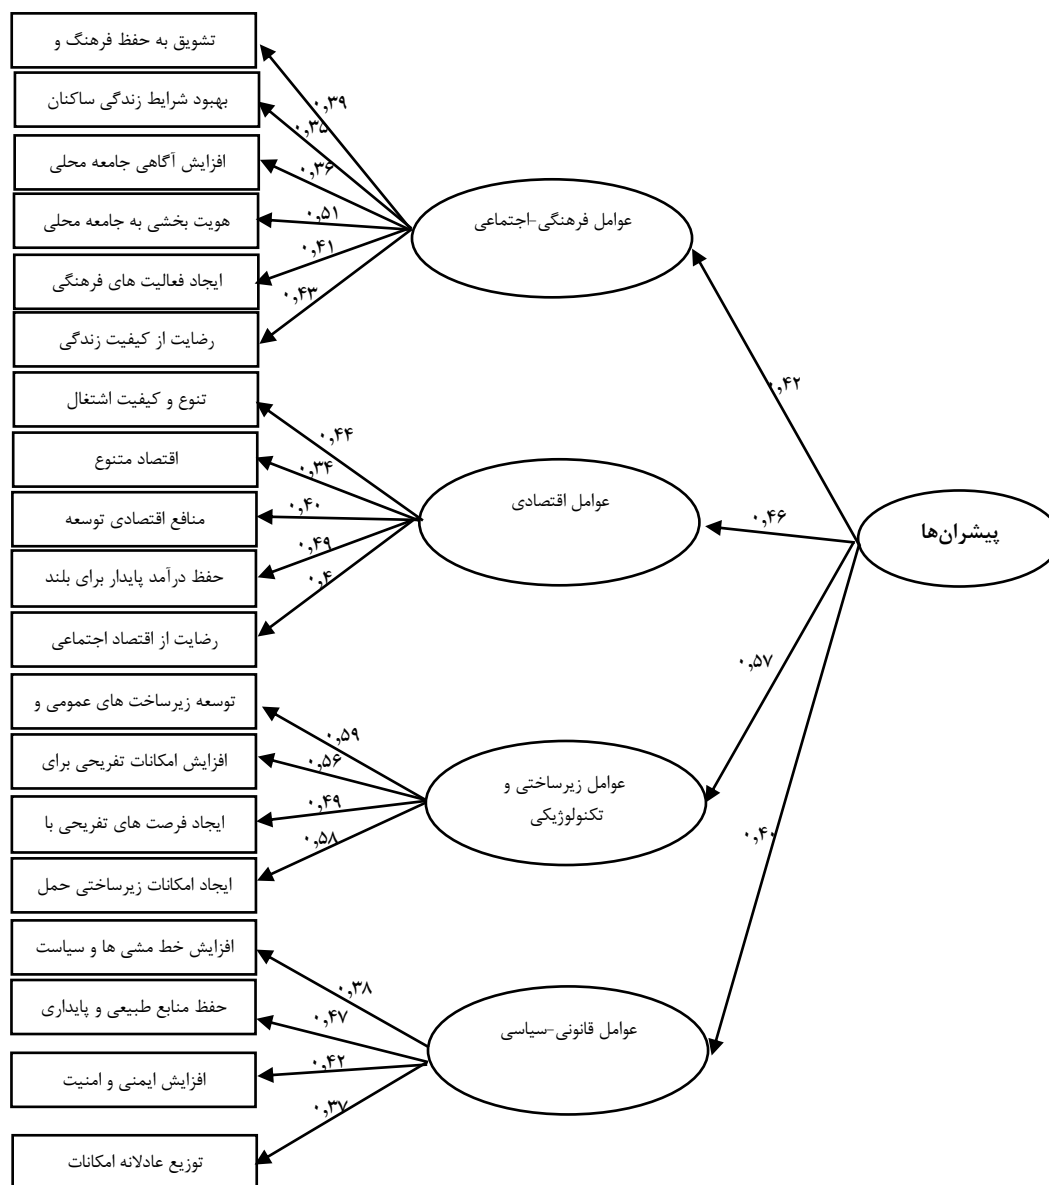 تشویق به حفظ فرهنگ و
بهبود شرایط زندگی ساکنان
افزایش آگاهی جامعه محلی
هویت بخشی به جامعه محلی
ایجاد فعالیت های فرهنگی
رضایت از کیفیت زندگی
۰,۳۹
۰,۳۵
۰,۳۶
۰,۵۱
۰,۴۱
۰,۴۳
عوامل فرهنگی-اجتماعی
۰,۴۲
تنوع و کیفیت اشتغال
اقتصاد متنوع
منافع اقتصادی توسعه
حفظ درآمد پایدار برای بلند
رضایت از اقتصاد اجتماعی
۰,۴۴
۰,۳۴
۰,۴۰
۰,۴۹
۰,۴
عوامل اقتصادی
۰,۴۶
پیشران‌ها
توسعه زیرساخت های عمومی و
افزایش امکانات تفریحی برای
ایجاد فرصت های تفریحی با
ایجاد امکانات زیرساختی حمل
۰,۵۹
۰,۵۶
۰,۴۹
۰,۵۸
عوامل زیرساختی و
تکنولوژیکی
۰,۵۷
افزایش خط مشی ها و سیاست
حفظ منابع طبیعی و پایداری
افزایش ایمنی و امنیت
توزیع عادلانه امکانات
۰,۳۸
۰,۴۷
۰,۴۲
۰,۳۷
عوامل قانونی-سیاسی
۰,۴۰